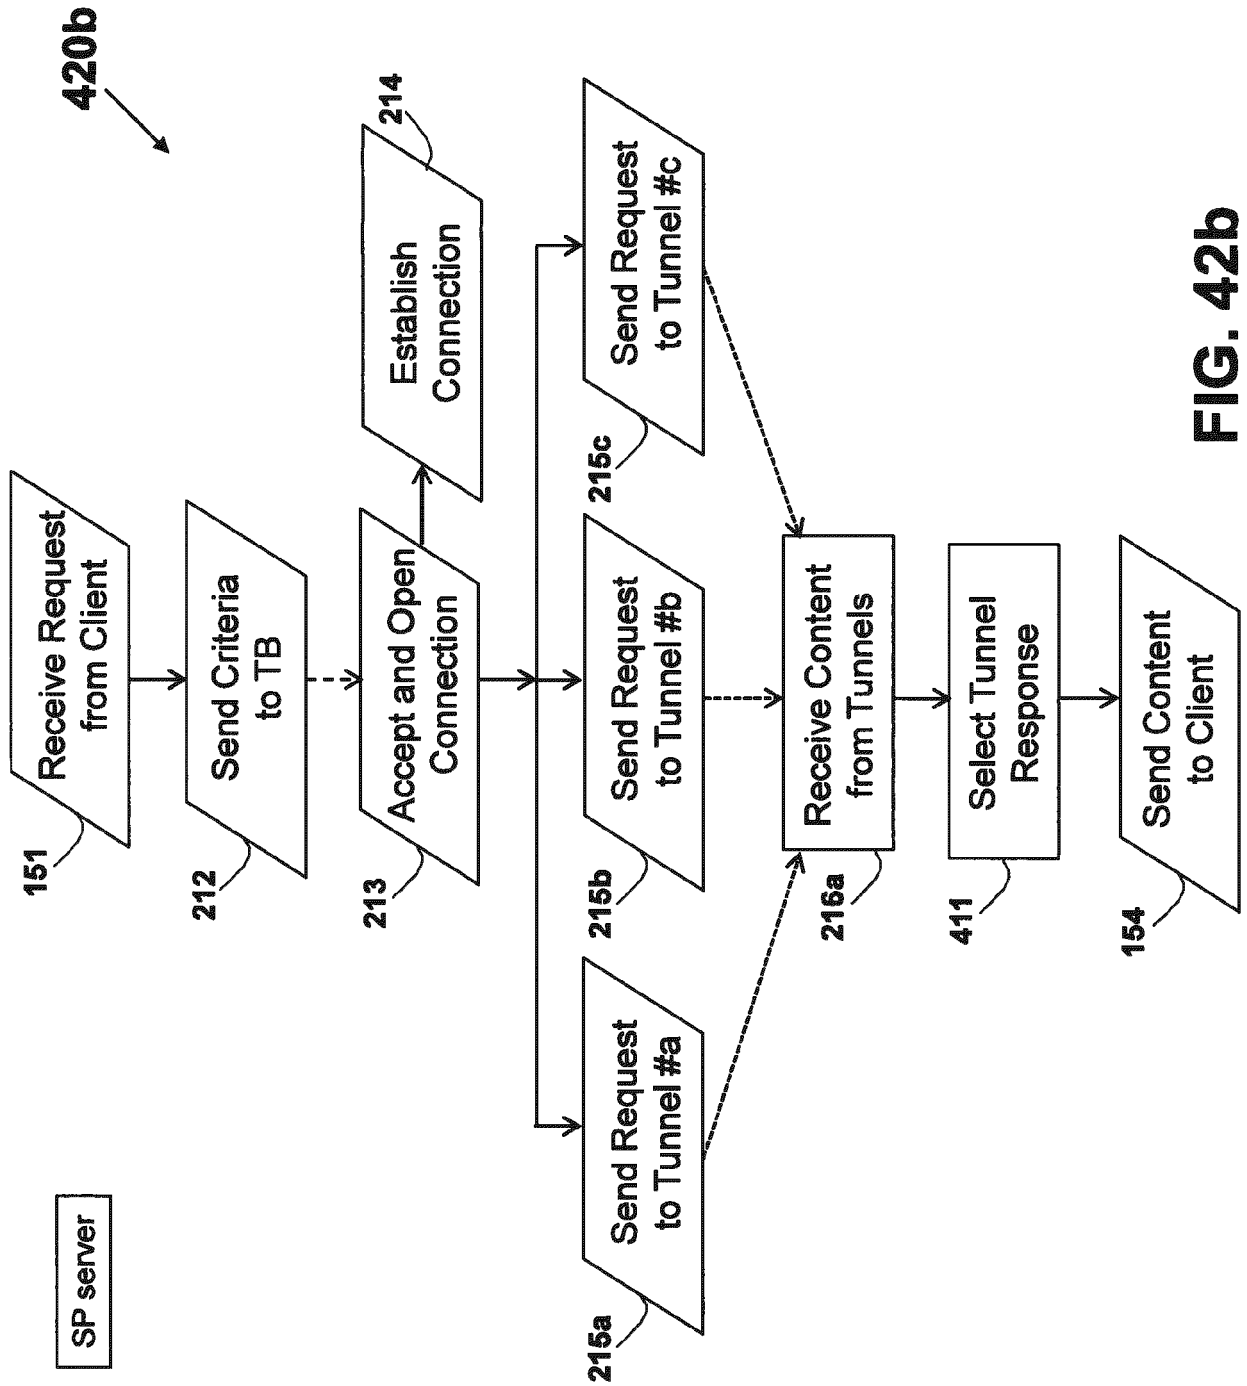 SP server
420b
Receive Request
from Client
151
Send Criteria
to TB
212
Accept and Open
Connection
213
Establish
Connection
214
Send Request
to Tunnel #a
215a
Send Request
to Tunnel #b
215b
Send Request
to Tunnel #c
215c
Receive Content
from Tunnels
216a
Select Tunnel
Response
411
Send Content
to Client
154
FIG. 42b